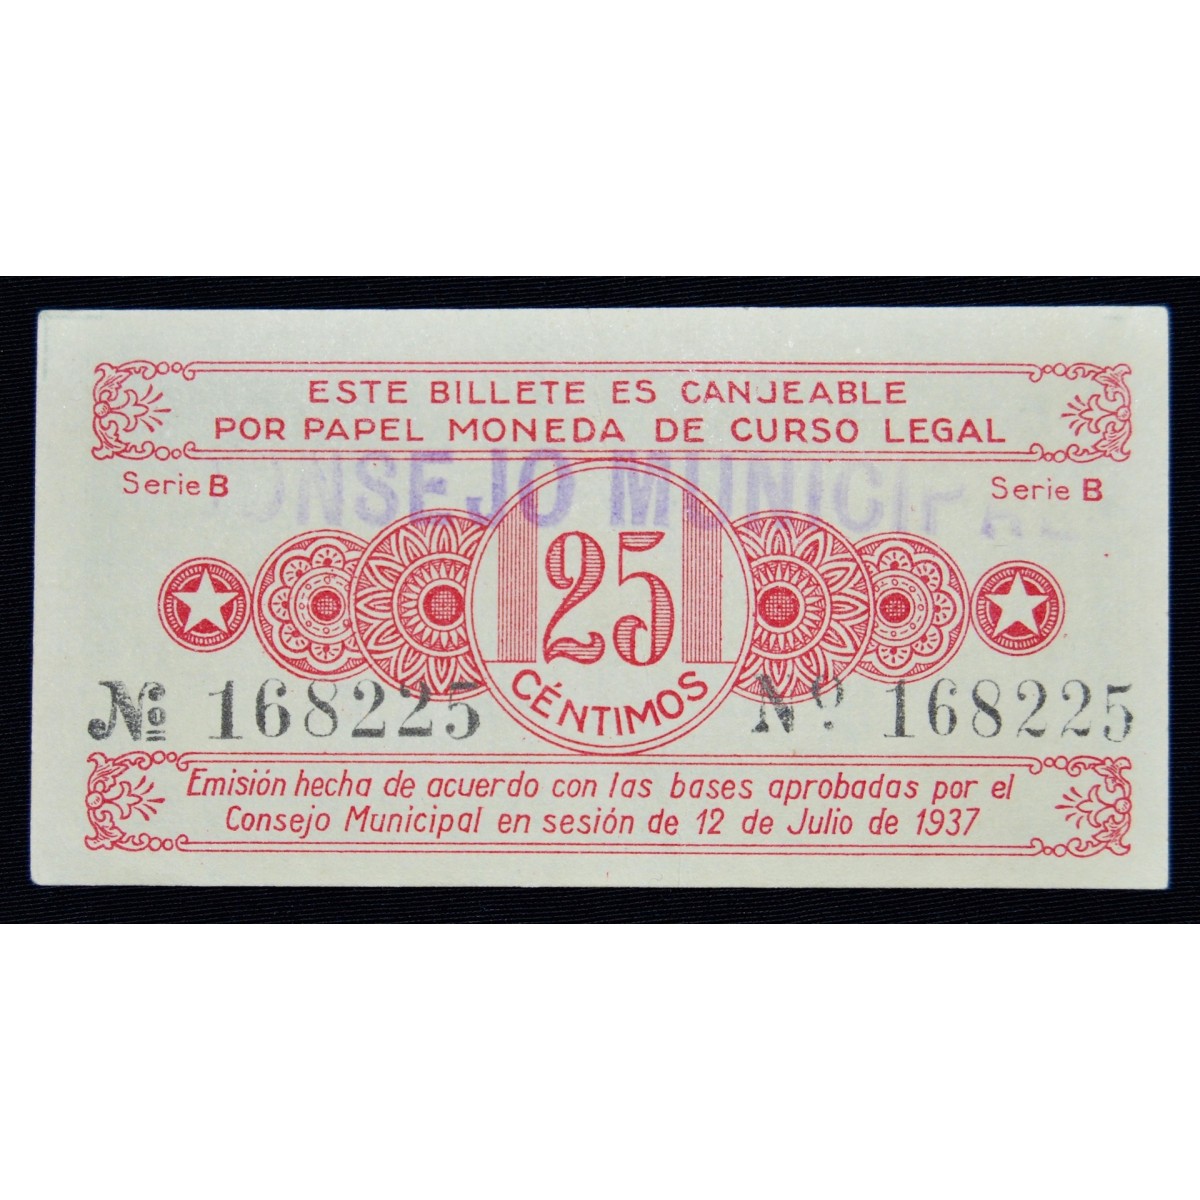 ESTE BILLETE ES CANJEABLE
POR PAPEL MONEDA DE CURSO LEGAL
CONSEJO MUNICIPAL
Serie B
Serie B
25
CÉNTIMOS
Nº 168225
Nº 168225
Emisión hecha de acuerdo con las bases aprobadas por el
Consejo Municipal en sesión de 12 de Julio de 1937